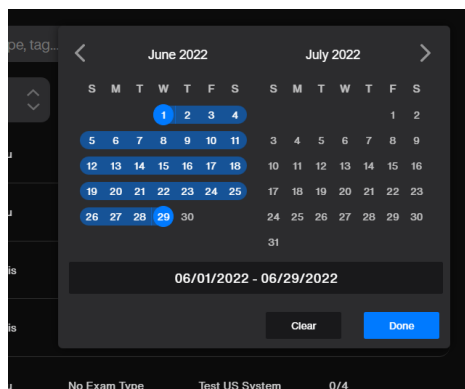 pe, tag...
June 2022
July 2022
S M T W T F S
S M T W T F S
1 2 3 4
1 2
5 6 7 8 9 10 11
3 4 5 6 7 8 9
12 13 14 15 16 17 18
10 11 12 13 14 15 16
19 20 21 22 23 24 25
17 18 19 20 21 22 23
26 27 28 29 30
24 25 26 27 28 29 30
31
is
06/01/2022 - 06/29/2022
is
Clear
Done
No Exam Type
Test US System
0/4